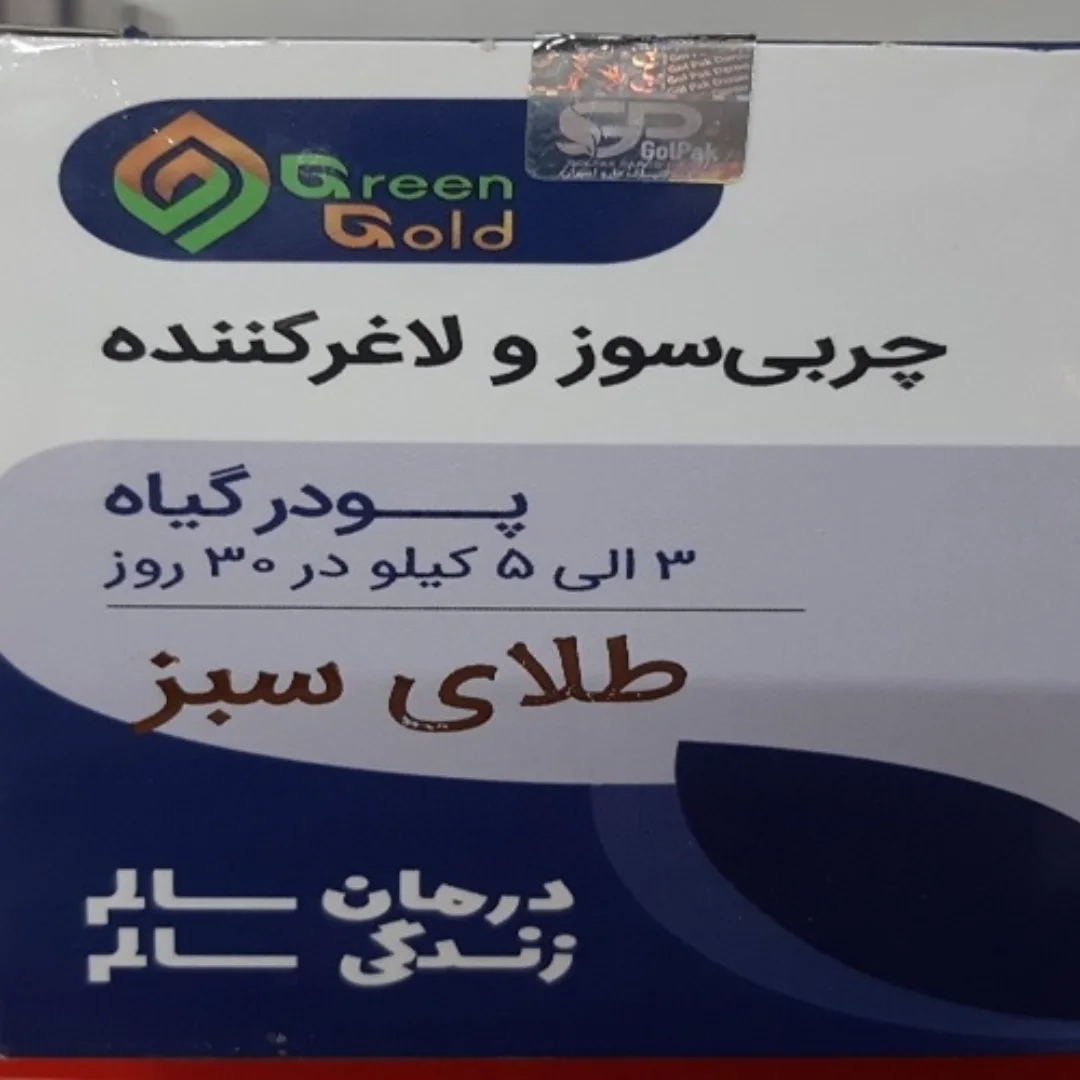 Green
Gold
GolPak
چربی‌سوز و لاغرکننده
پودر گیاه
۳ الی ۵ کیلو در ۳۰ روز
طلای سبز
درمان سالم
زندگی سالم